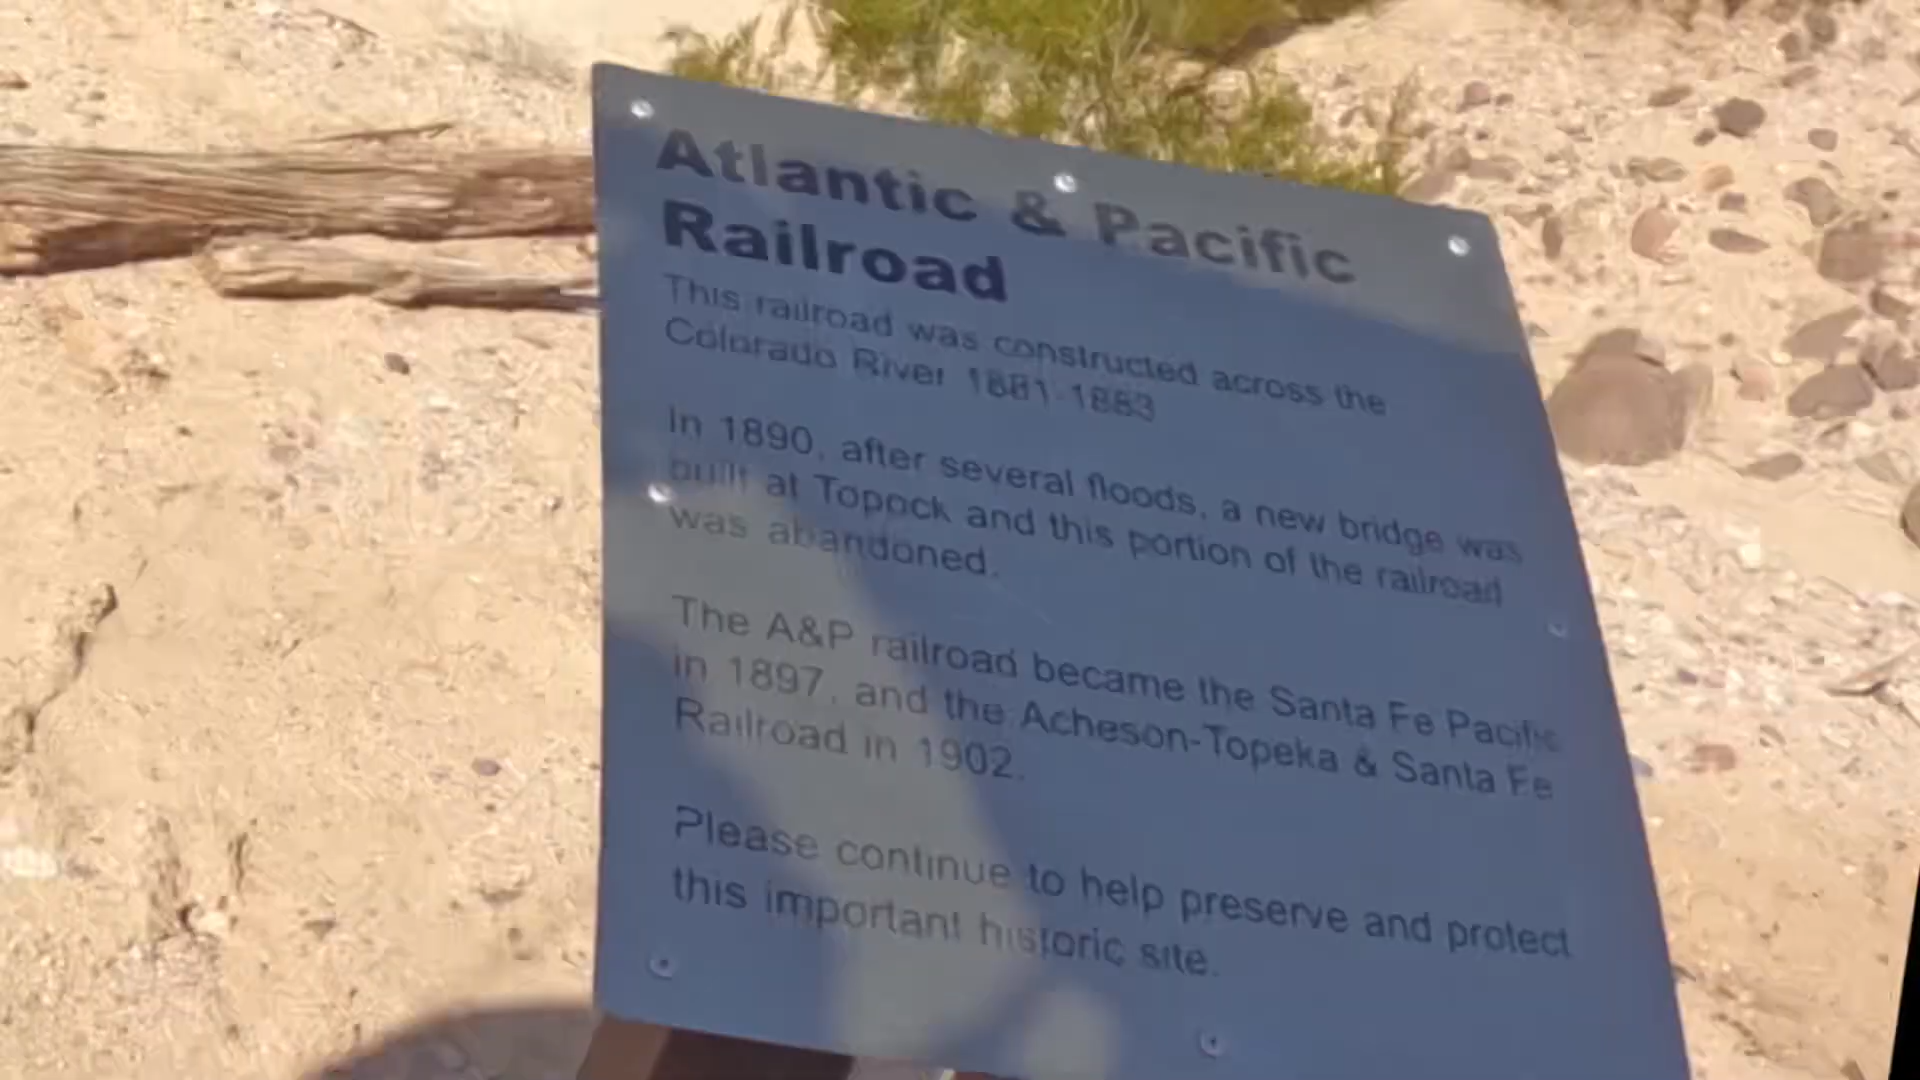 Atlantic & Pacific
Railroad
This railroad was constructed across the
Colorado River 1881-1883
In 1890, after several floods, a new bridge was
built at Topock and this portion of the railroad
was abandoned.
The A&P railroad became the Santa Fe Pacific
in 1897, and the Acheson-Topeka & Santa Fe
Railroad in 1902.
Please continue to help preserve and protect
this important historic site.